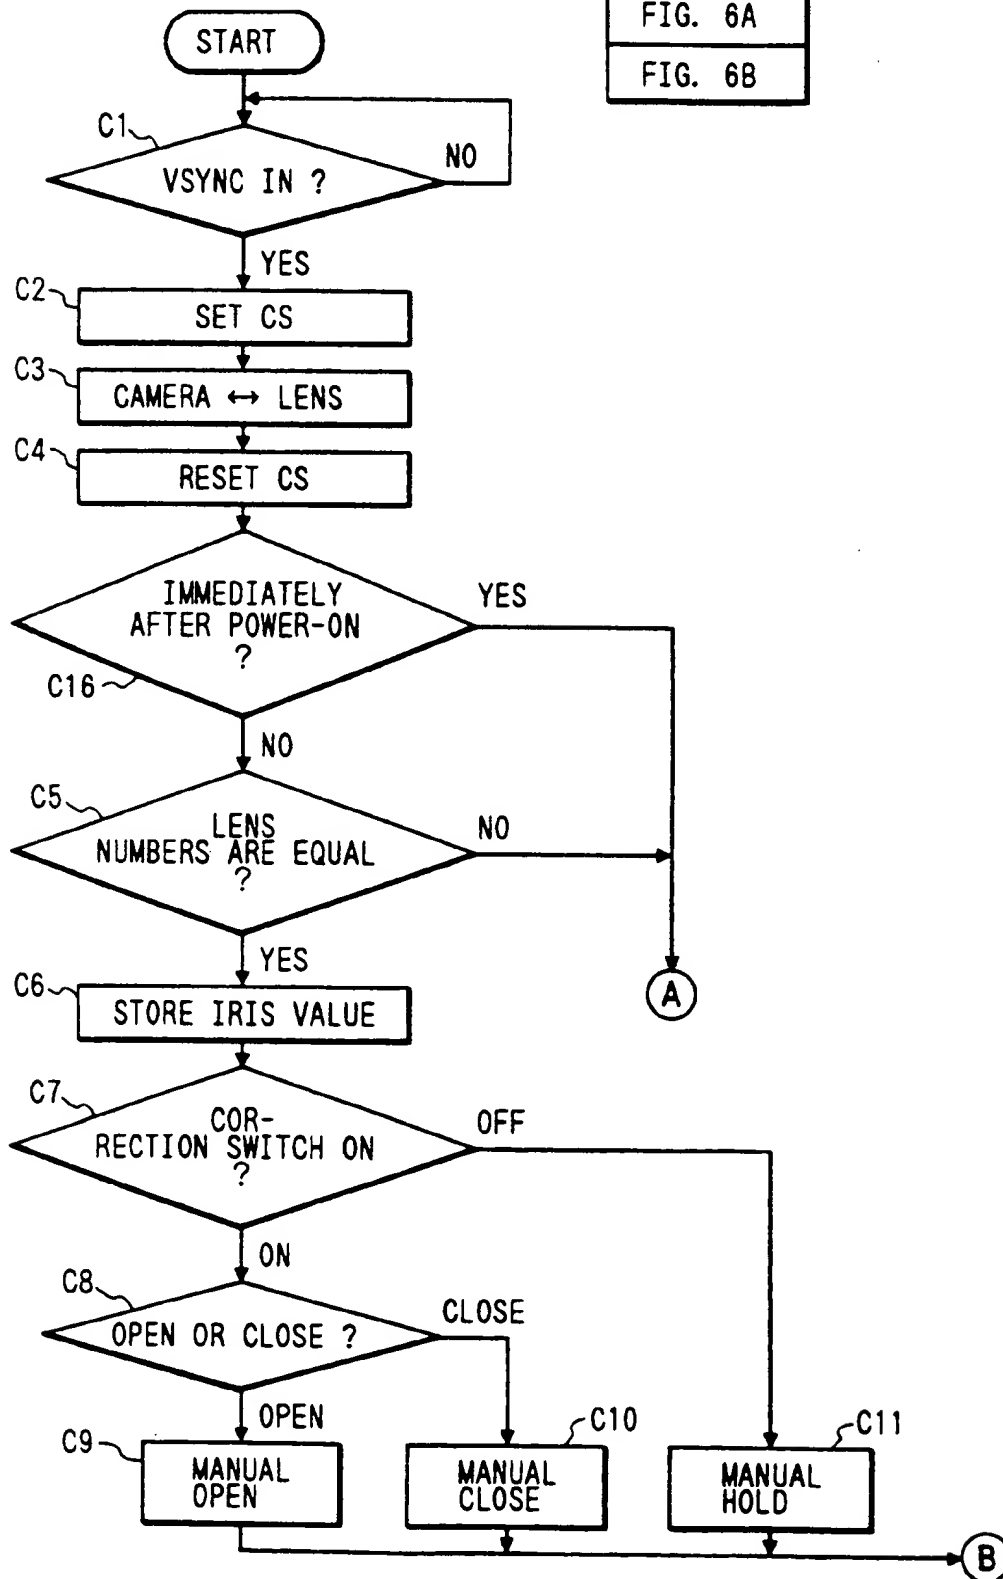 FIG. 6A
FIG. 6B
START
C1
VSYNC IN ?
NO
YES
C2
SET CS
C3
CAMERA ↔ LENS
C4
RESET CS
IMMEDIATELY
AFTER POWER-ON
?
YES
C16
NO
C5
LENS
NUMBERS ARE EQUAL
?
NO
YES
A
C6
STORE IRIS VALUE
C7
COR-
RECTION SWITCH ON
?
OFF
ON
C8
OPEN OR CLOSE ?
CLOSE
OPEN
C9
MANUAL
OPEN
C10
MANUAL
CLOSE
C11
MANUAL
HOLD
B